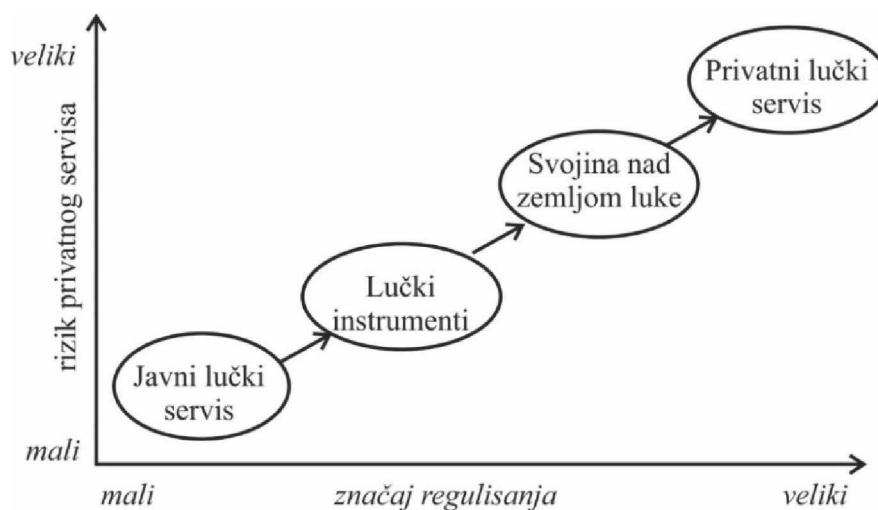 veliki
rizik privatnog servisa
mali
Privatni lučki
servis
Svojina nad
zemljom luke
Lučki
instrumenti
Javni lučki
servis
mali
značaj regulisanja
veliki